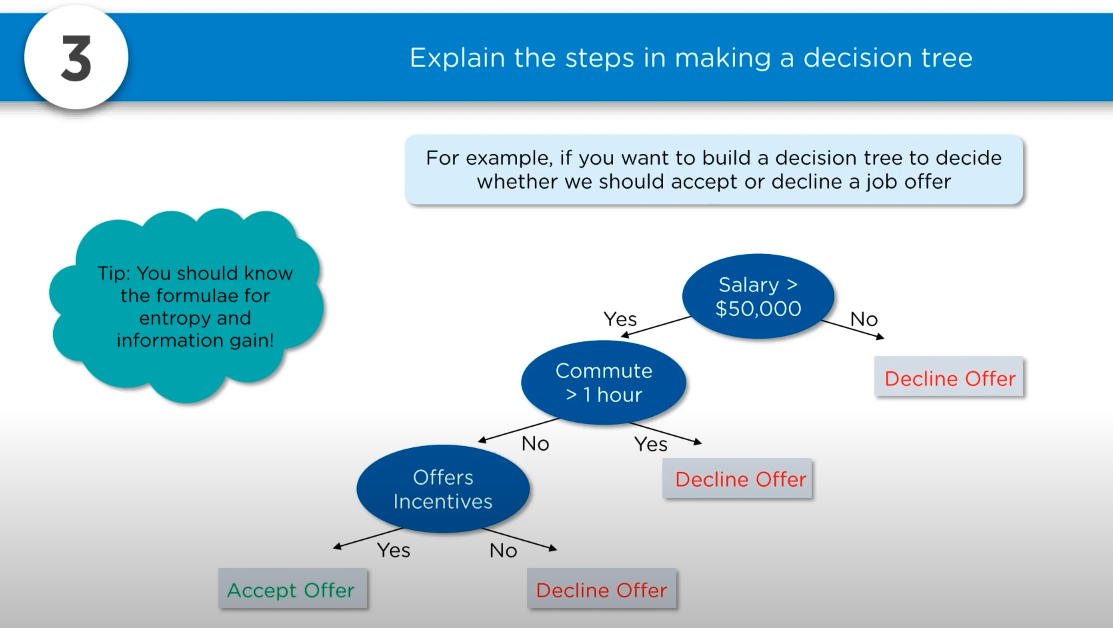 3
Explain the steps in making a decision tree
For example, if you want to build a decision tree to decide
whether we should accept or decline a job offer
Tip: You should know
the formulae for
entropy and
information gain!
Salary >
$50,000
Yes
No
Commute
> 1 hour
Decline Offer
No
Yes
Offers
Incentives
Decline Offer
Yes
No
Accept Offer
Decline Offer